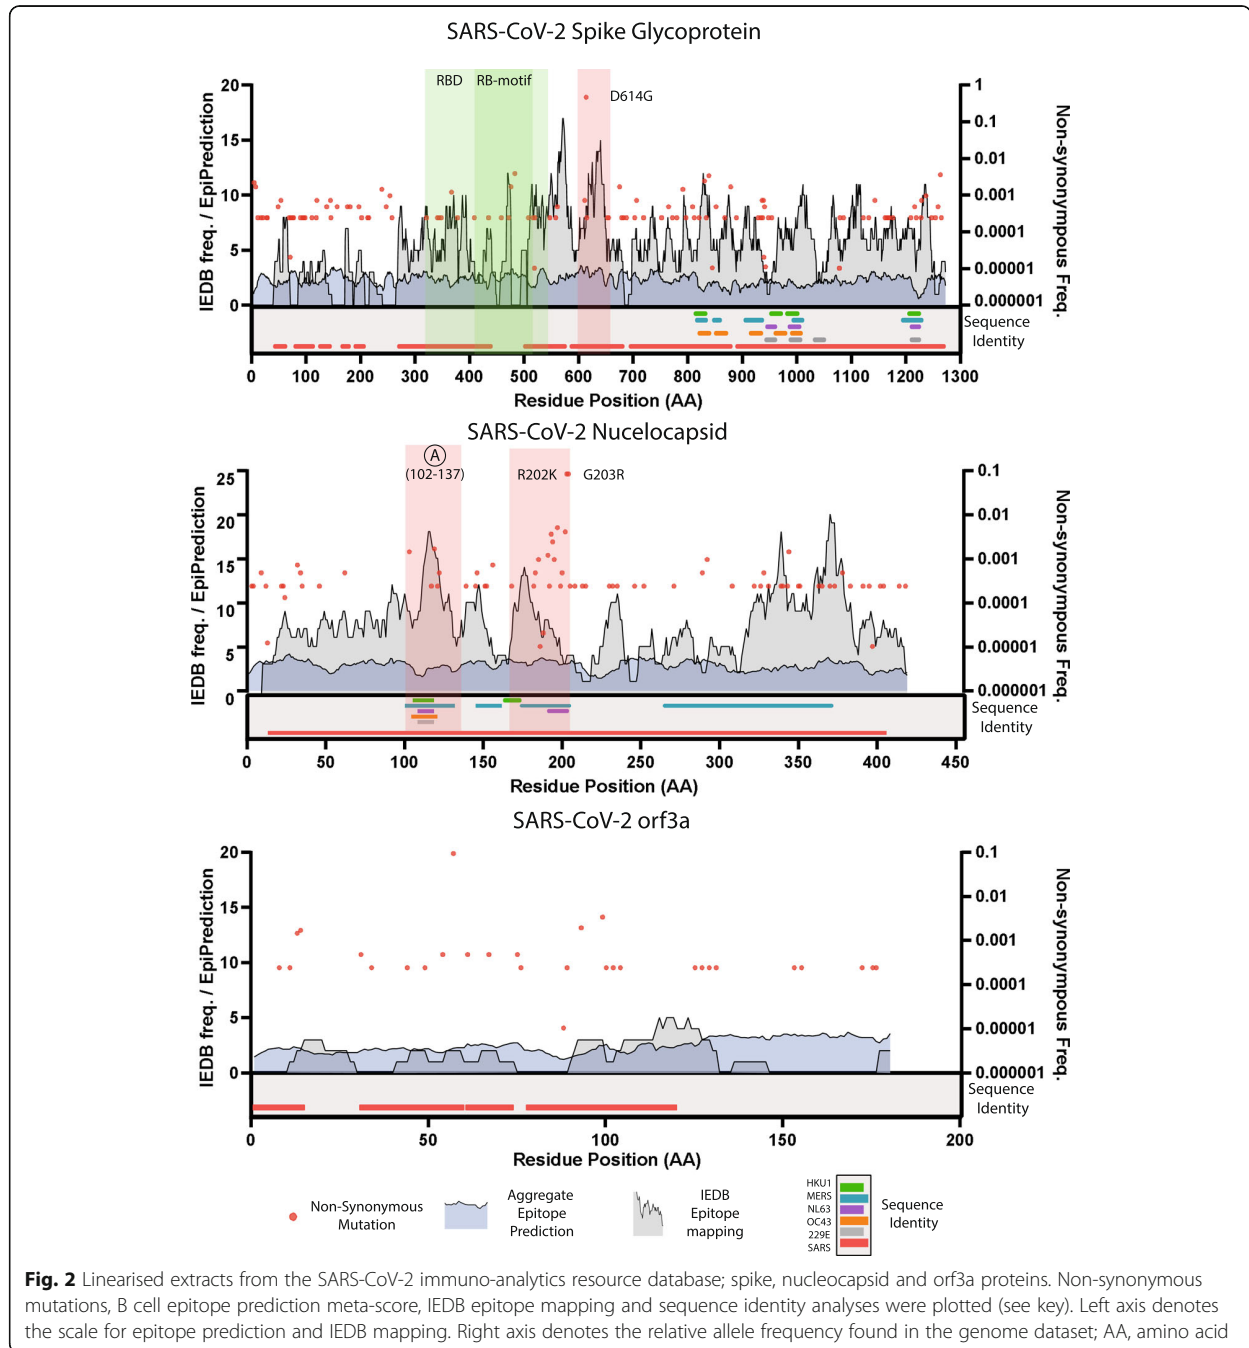 SARS-CoV-2 Spike Glycoprotein
RBD RB-motif
D614G
20
15
10
5
0
IEDB freq. / EpiPrediction
1
0.1
0.01
0.001
0.0001
0.00001
0.000001
Non-synonympous Freq.
Sequence
Identity
0 100 200 300 400 500 600 700 800 900 1000 1100 1200 1300
Residue Position (AA)
SARS-CoV-2 Nucelocapsid
A
(102-137)
R202K G203R
25
20
15
10
5
0
IEDB freq. / EpiPrediction
0.1
0.01
0.001
0.0001
0.00001
0.000001
Non-synonympous Freq.
Sequence
Identity
0 50 100 150 200 250 300 350 400 450
Residue Position (AA)
SARS-CoV-2 orf3a
20
15
10
5
0
IEDB freq. / EpiPrediction
0.1
0.01
0.001
0.0001
0.00001
0.000001
Non-synonympous Freq.
Sequence
Identity
0 50 100 150 200
Residue Position (AA)
Non-Synonymous
Mutation
Aggregate
Epitope
Prediction
IEDB
Epitope
mapping
HKU1
MERS
NL63
OC43
229E
SARS
Sequence
Identity
Fig. 2 Linearised extracts from the SARS-CoV-2 immuno-analytics resource database; spike, nucleocapsid and orf3a proteins. Non-synonymous
mutations, B cell epitope prediction meta-score, IEDB epitope mapping and sequence identity analyses were plotted (see key). Left axis denotes
the scale for epitope prediction and IEDB mapping. Right axis denotes the relative allele frequency found in the genome dataset; AA, amino acid